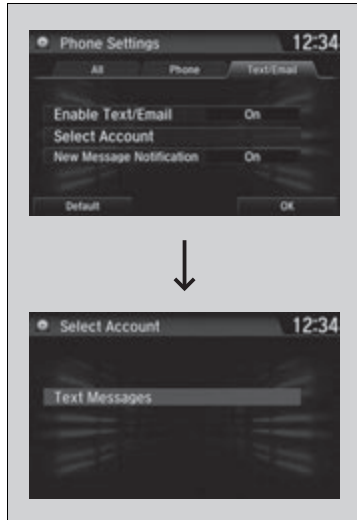 Phone Settings 12:34
All Phone Text/Email
Enable Text/Email On
Select Account
New Message Notification On
Default OK
Select Account 12:34
Text Messages